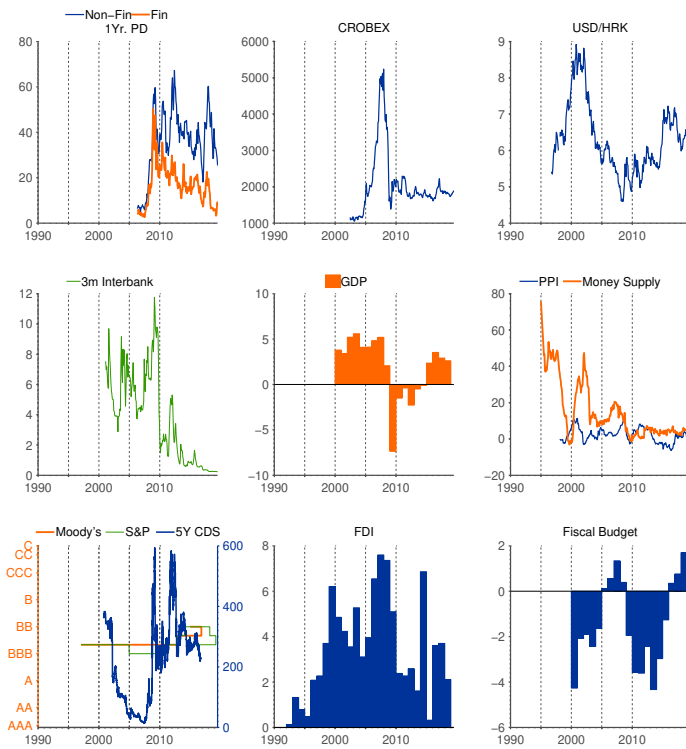 Non−Fin Fin
1Yr. PD
80
60
40
20
0
1990 2000 2010
CROBEX
6000
5000
4000
3000
2000
1000
1990 2000 2010
USD/HRK
9
8
7
6
5
4
1990 2000 2010
3m Interbank
12
10
8
6
4
2
0
1990 2000 2010
GDP
10
5
0
−5
−10
1990 2000 2010
PPI Money Supply
80
60
40
20
0
−20
1990 2000 2010
Moody's S&P 5Y CDS
C
CC
CCC
B
BB
BBB
A
AA
AAA
600
400
200
0
1990 2000 2010
FDI
8
6
4
2
0
1990 2000 2010
Fiscal Budget
2
0
−2
−4
−6
1990 2000 2010